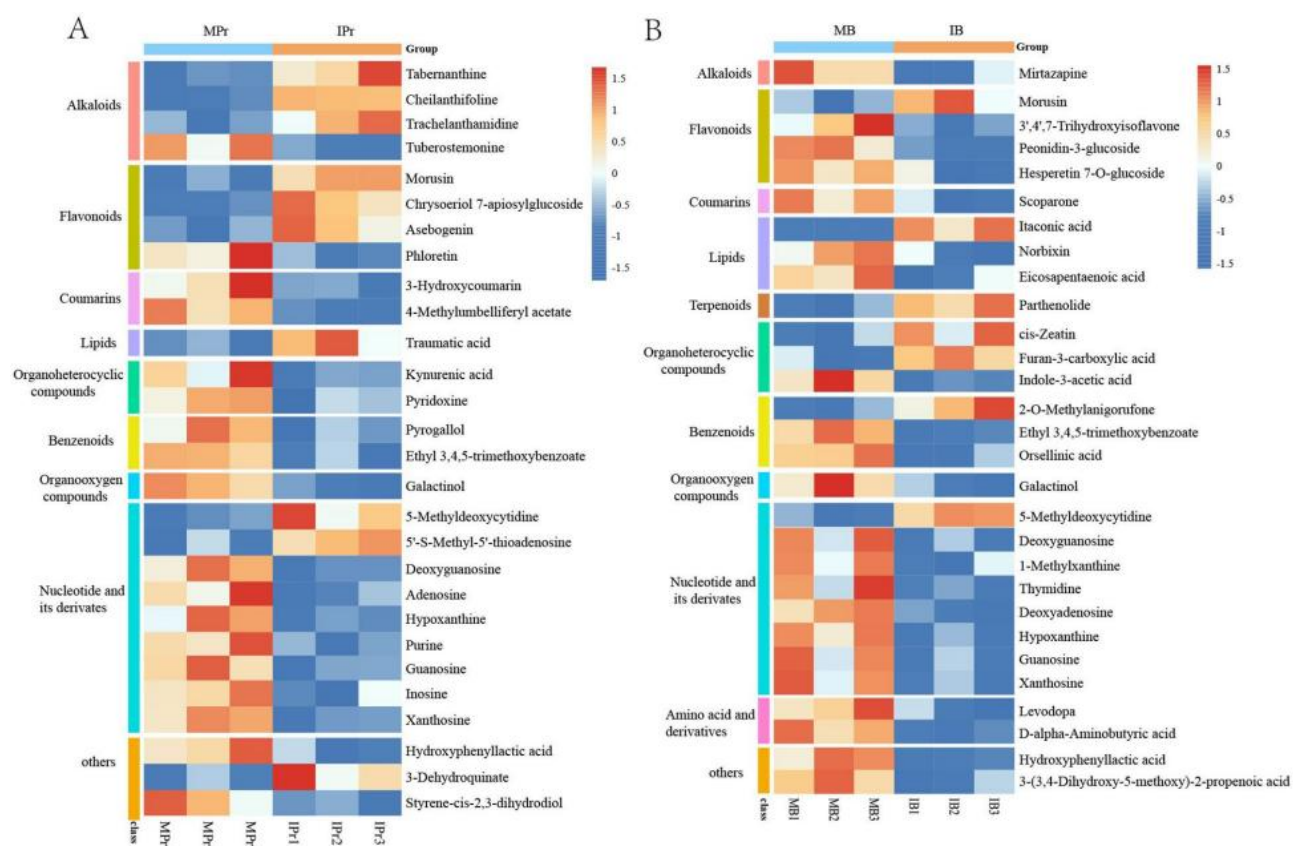 A
MPr IPr
Group
Alkaloids
Tabernanthine
Cheilanthifoline
Trachelanthamidine
Tuberostemonine
Flavonoids
Morusin
Chrysoeriol 7-apiosylglucoside
Asebogenin
Phloretin
Coumarins
3-Hydroxycoumarin
4-Methylumbelliferyl acetate
Lipids
Traumatic acid
Organoheterocyclic
compounds
Kynurenic acid
Pyridoxine
Benzenoids
Pyrogallol
Ethyl 3,4,5-trimethoxybenzoate
Organooxygen
compounds
Galactinol
Nucleotide and
its derivates
5-Methyldeoxycytidine
5'-S-Methyl-5'-thioadenosine
Deoxyguanosine
Adenosine
Hypoxanthine
Purine
Guanosine
Inosine
Xanthosine
others
Hydroxyphenyllactic acid
3-Dehydroquinate
Styrene-cis-2,3-dihydrodiol
class
MPr
MPr
MPr
IPr1
IPr2
IPr3
1.5
1
0.5
0
-0.5
-1
-1.5
B
MB IB
Group
Alkaloids
Mirtazapine
Flavonoids
Morusin
3',4',7-Trihydroxyisoflavone
Peonidin-3-glucoside
Hesperetin 7-O-glucoside
Coumarins
Scoparone
Lipids
Itaconic acid
Norbixin
Eicosapentaenoic acid
Terpenoids
Parthenolide
Organoheterocyclic
compounds
cis-Zeatin
Furan-3-carboxylic acid
Indole-3-acetic acid
Benzenoids
2-O-Methylanigorufone
Ethyl 3,4,5-trimethoxybenzoate
Orsellinic acid
Organooxygen
compounds
Galactinol
Nucleotide and
its derivates
5-Methyldeoxycytidine
Deoxyguanosine
1-Methylxanthine
Thymidine
Deoxyadenosine
Hypoxanthine
Guanosine
Xanthosine
Amino acid and
derivatives
Levodopa
D-alpha-Aminobutyric acid
others
Hydroxyphenyllactic acid
3-(3,4-Dihydroxy-5-methoxy)-2-propenoic acid
class
MB1
MB2
MB3
IB1
IB2
IB3
1.5
1
0.5
0
-0.5
-1
-1.5